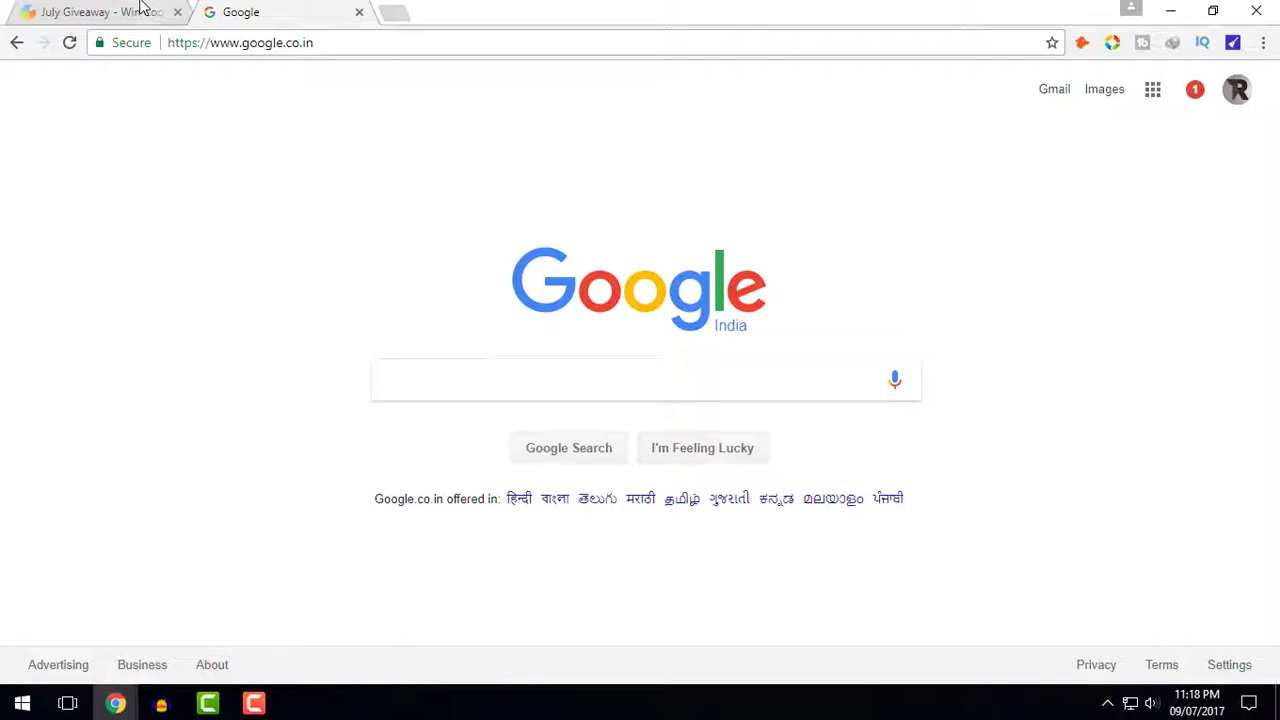 July Giveaway - Win
Google
Secure
https://www.google.co.in
Gmail
Images
1
Google
India
Google Search
I'm Feeling Lucky
Google.co.in offered in: हिन्दी বাংলা తెలుగు मराठी தமிழ் ગુજરાતી ಕನ್ನಡ മലയാളം ਪੰਜਾਬੀ
Advertising
Business
About
Privacy
Terms
Settings
11:18 PM
09/07/2017